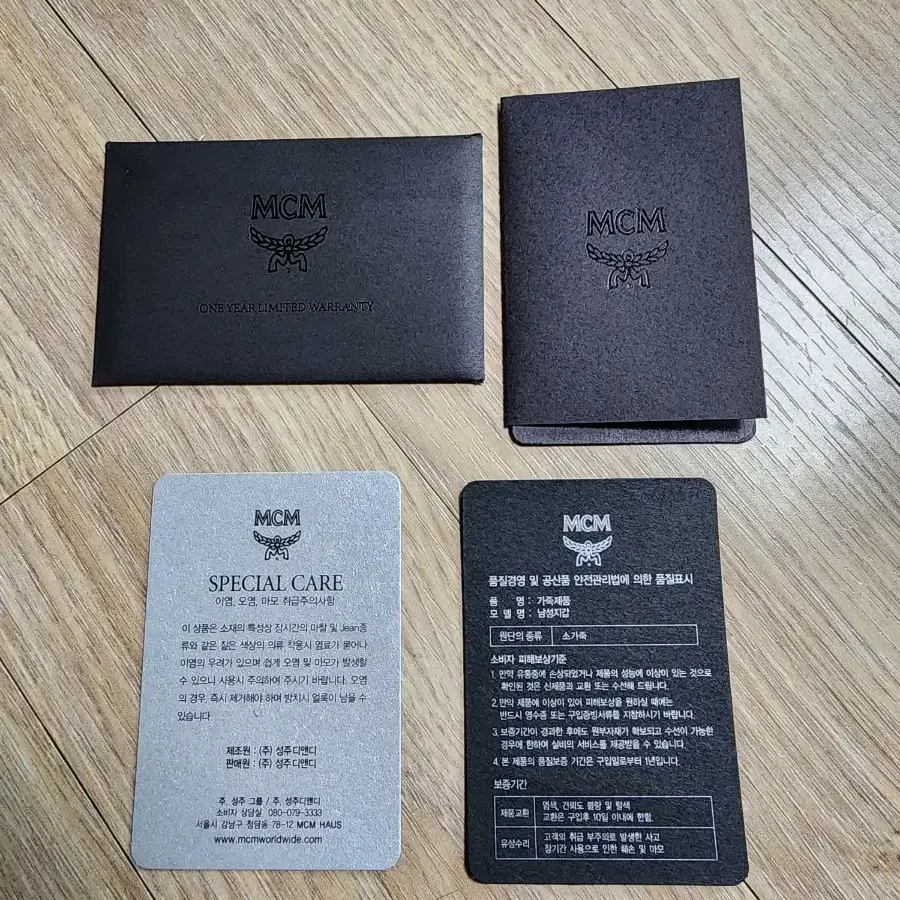 MCM
ONE YEAR LIMITED WARRANTY
MCM
MCM
SPECIAL CARE
이염, 오염, 마모 취급주의사항
이 상품은 소재의 특성상 장시간의 마찰 및 Jean종
류와 같은 짙은 색상의 의류 착용시 염료가 묻어나
이염의 우려가 있으며 쉽게 오염 및 마모가 발생할
수 있으니 사용시 주의하여 주시기 바랍니다. 오염
의 경우, 즉시 제거해야 하며 방치시 얼룩이 남을 수
있습니다.
제조원 : (주) 성주디앤디
판매원 : (주) 성주디앤디
주. 성주 그룹 / 주. 성주디앤디
소비자 상담실. 080-079-3333
서울시 강남구 청담동 78-12 MCM HAUS
www.mcmworldwide.com
MCM
품질경영 및 공산품 안전관리법에 의한 품질표시
품 명 : 가죽제품
모 델 명 : 남성지갑
원단의 종류 소가죽
소비자 피해보상기준
1. 만약 유통중에 손상되었거나 제품의 성능에 이상이 있는 것으로
확인된 것은 신제품과 교환 또는 수선해 드립니다.
2. 만약 제품에 이상이 있어 피해보상을 원하실 때에는
반드시 영수증 또는 구입증빙서류를 지참하시기 바랍니다.
3. 보증기간이 경과한 후에도 원부자재가 확보되고 수선이 가능한
경우에 한하여 실비의 서비스를 제공받을 수 있습니다.
4. 본 제품의 품질보증 기간은 구입일로부터 1년입니다.
보증기간
제품교환 염색, 견뢰도 불량 및 탈색
교환은 구입후 10일 이내에 한함.
유상수리 고객의 취급 부주의로 발생한 사고
장기간 사용으로 인한 훼손 및 마모